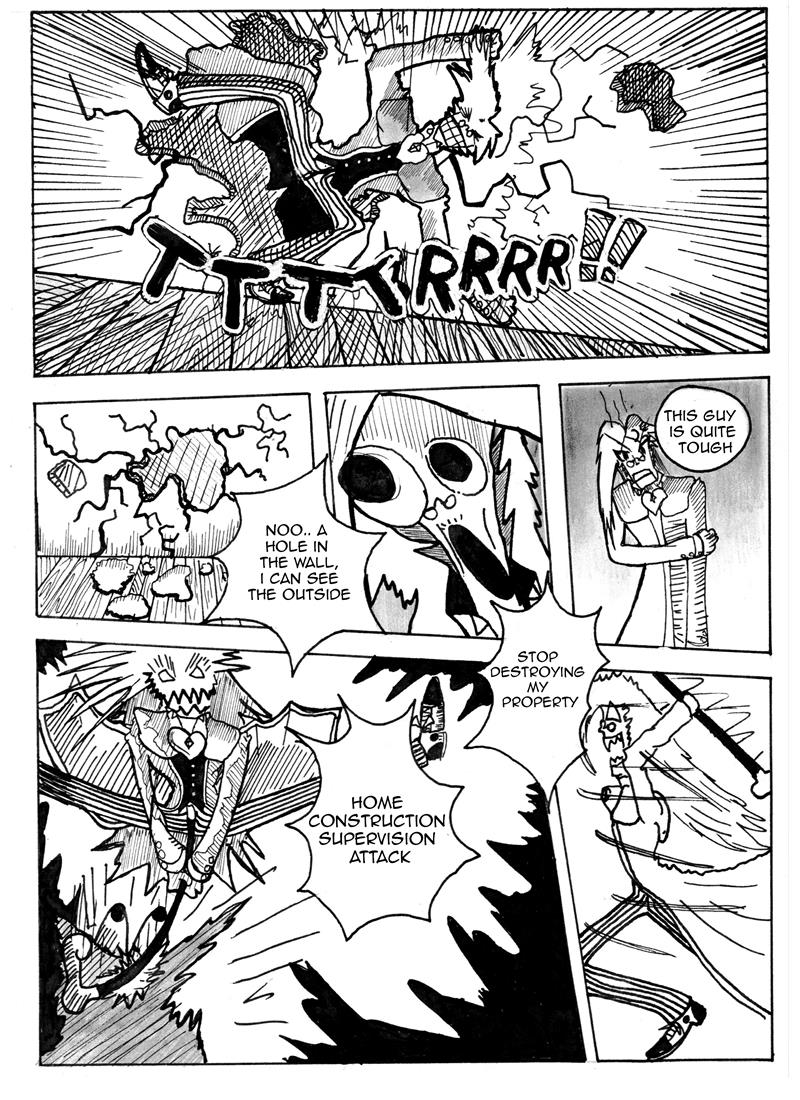 TTTTRRRR!!
NOO.. A
HOLE IN
THE WALL,
I CAN SEE
THE OUTSIDE
THIS GUY
IS QUITE
TOUGH
STOP
DESTROYING
MY
PROPERTY
HOME
CONSTRUCTION
SUPERVISION
ATTACK